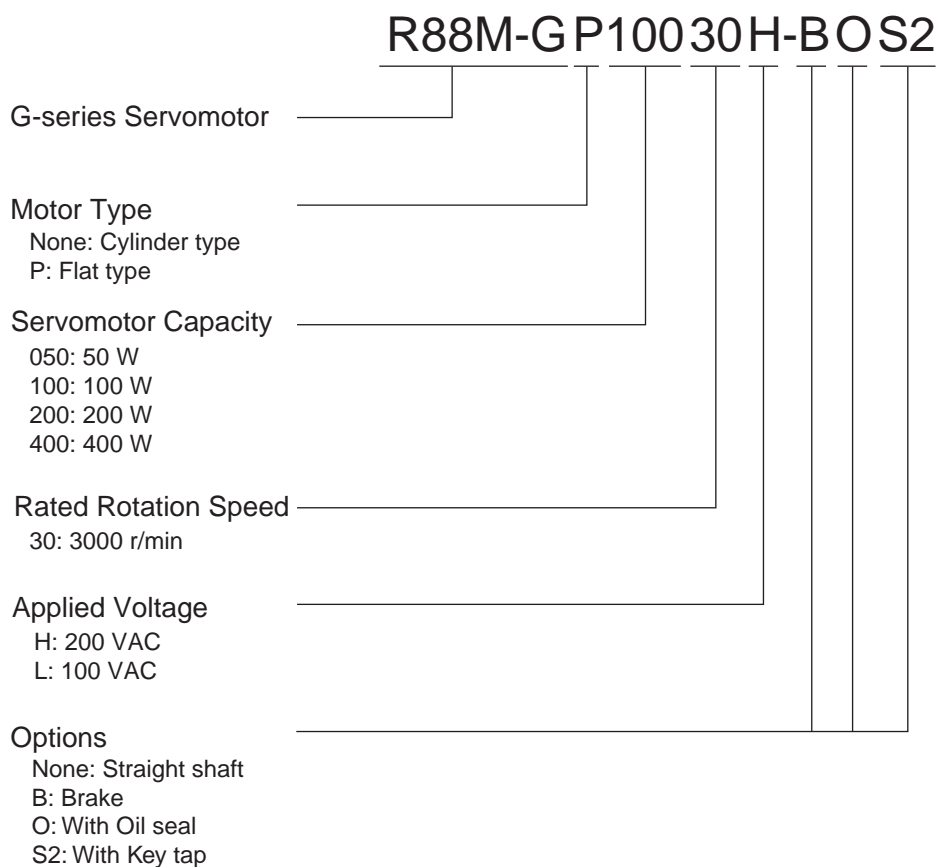 R88M-GP10030H-BOS2
G-series Servomotor
Motor Type
None: Cylinder type
P: Flat type
Servomotor Capacity
050: 50 W
100: 100 W
200: 200 W
400: 400 W
Rated Rotation Speed
30: 3000 r/min
Applied Voltage
H: 200 VAC
L: 100 VAC
Options
None: Straight shaft
B: Brake
O: With Oil seal
S2: With Key tap